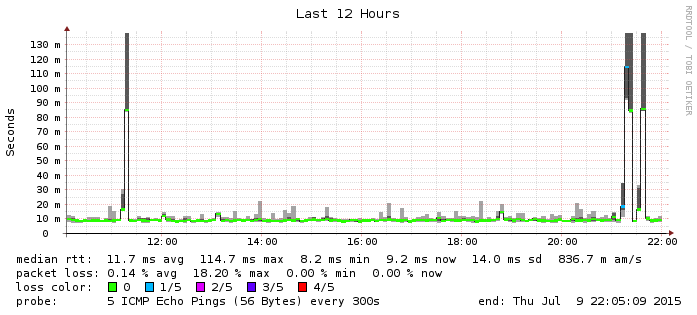 Last 12 Hours
RRDTOOL / TOBI OETIKER
Seconds
130 m
120 m
110 m
100 m
90 m
80 m
70 m
60 m
50 m
40 m
30 m
20 m
10 m
0
12:00 14:00 16:00 18:00 20:00 22:00
median rtt: 11.7 ms avg 114.7 ms max 8.2 ms min 9.2 ms now 14.0 ms sd 836.7 m am/s
packet loss: 0.14 % avg 18.20 % max 0.00 % min 0.00 % now
loss color: 0 1/5 2/5 3/5 4/5
probe: 5 ICMP Echo Pings (56 Bytes) every 300s end: Thu Jul 9 22:05:09 2015